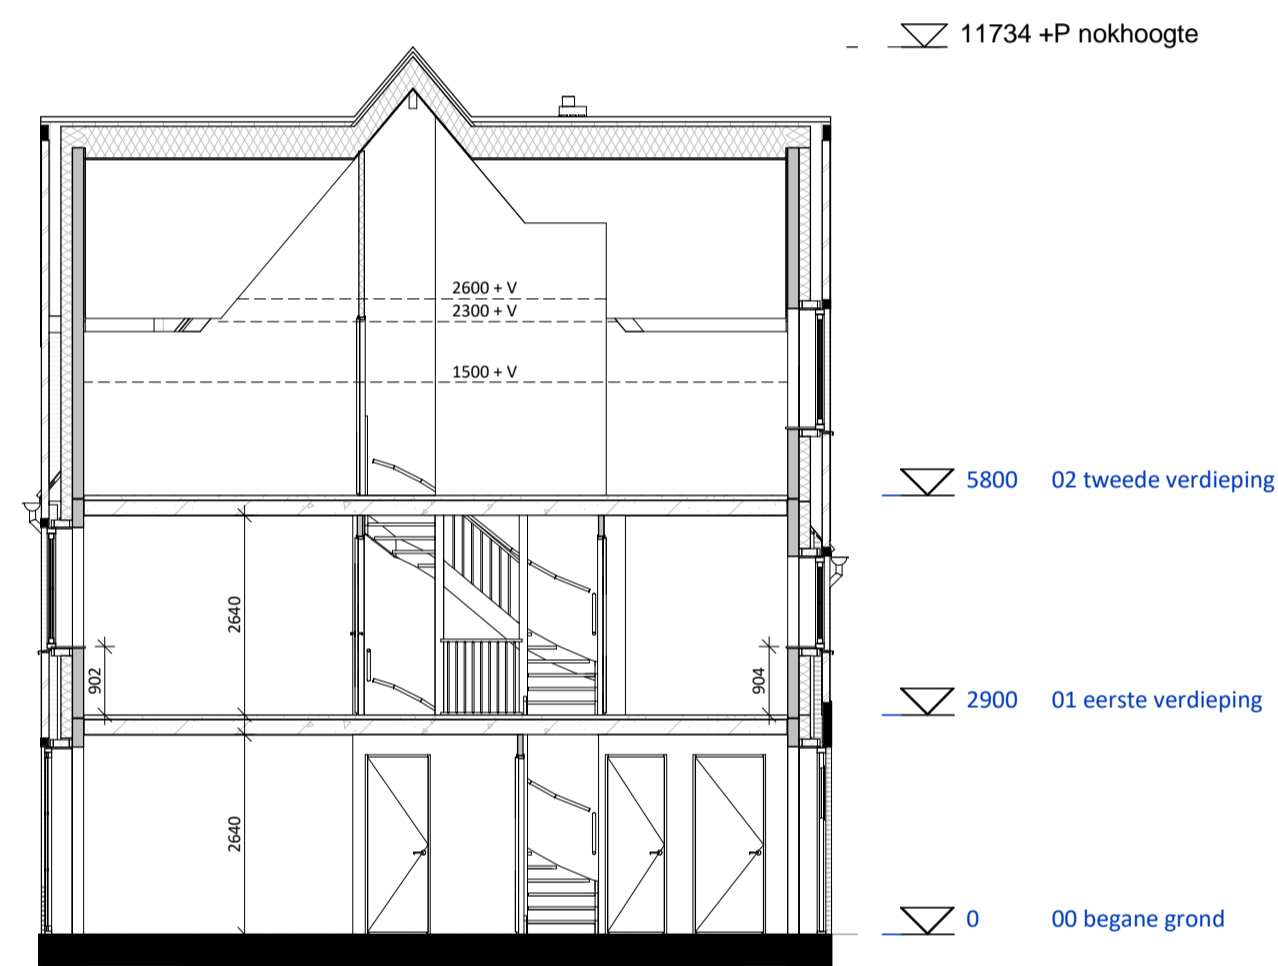 11734 +P nokhoogte
2600 + V
2300 + V
1500 + V
5800 02 tweede verdieping
2640
902
904
2900 01 eerste verdieping
2640
0 00 begane grond